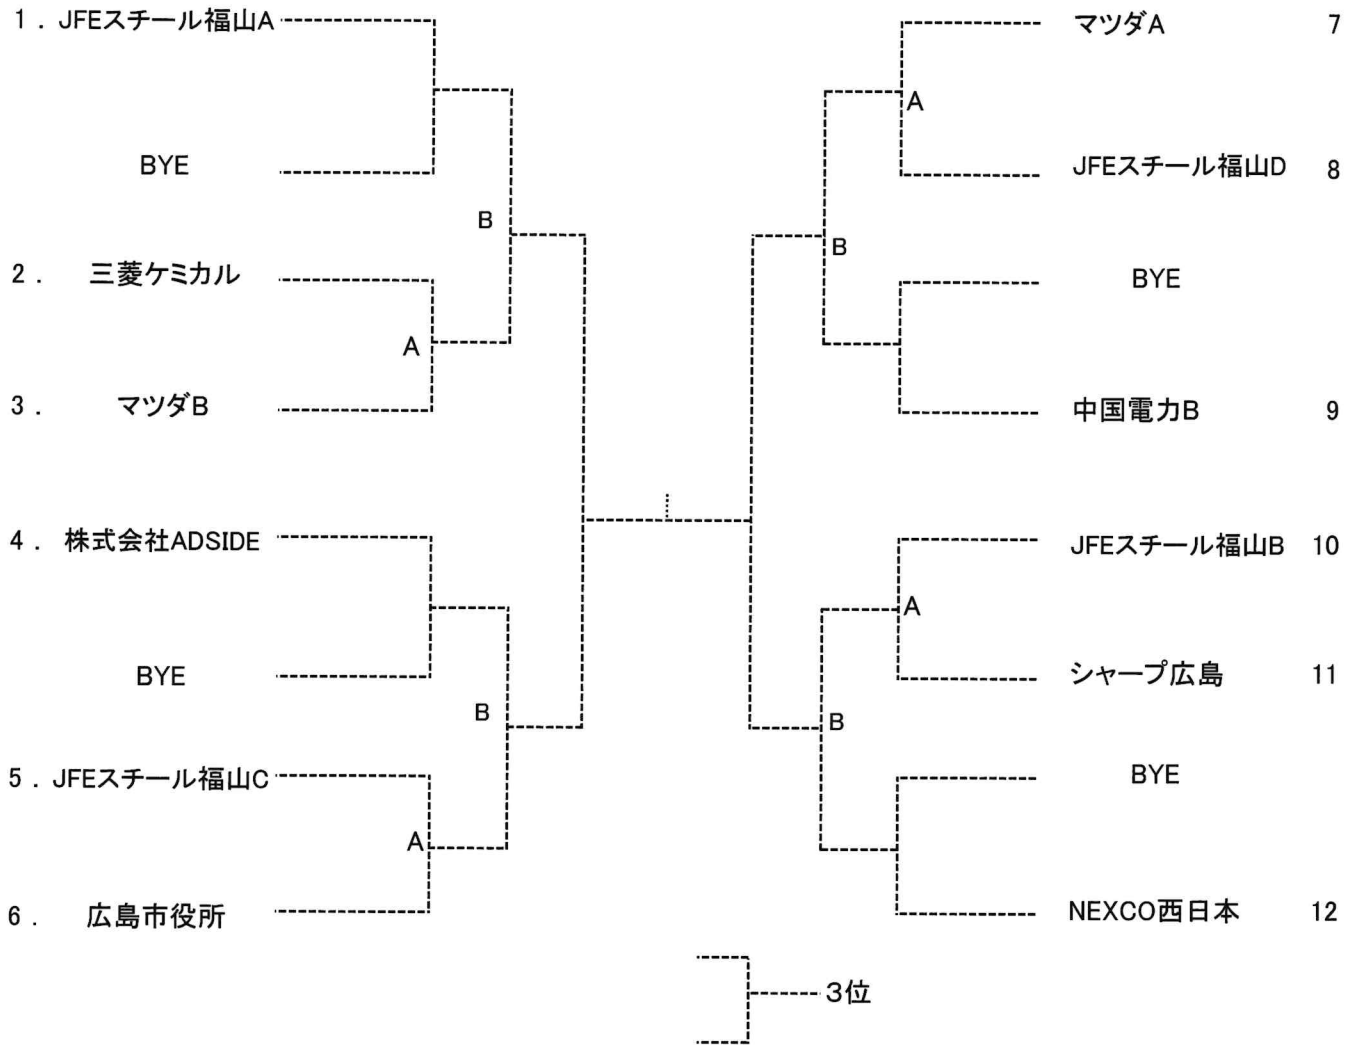 1 . JFEスチール福山A
BYE
B
2 . 三菱ケミカル
A
3 . マツダB
4 . 株式会社ADSIDE
BYE
B
5 . JFEスチール福山C
A
6 . 広島市役所
マツダA 7
A
JFEスチール福山D 8
B
BYE
中国電力B 9
JFEスチール福山B 10
A
シャープ広島 11
B
BYE
NEXCO西日本 12
3位